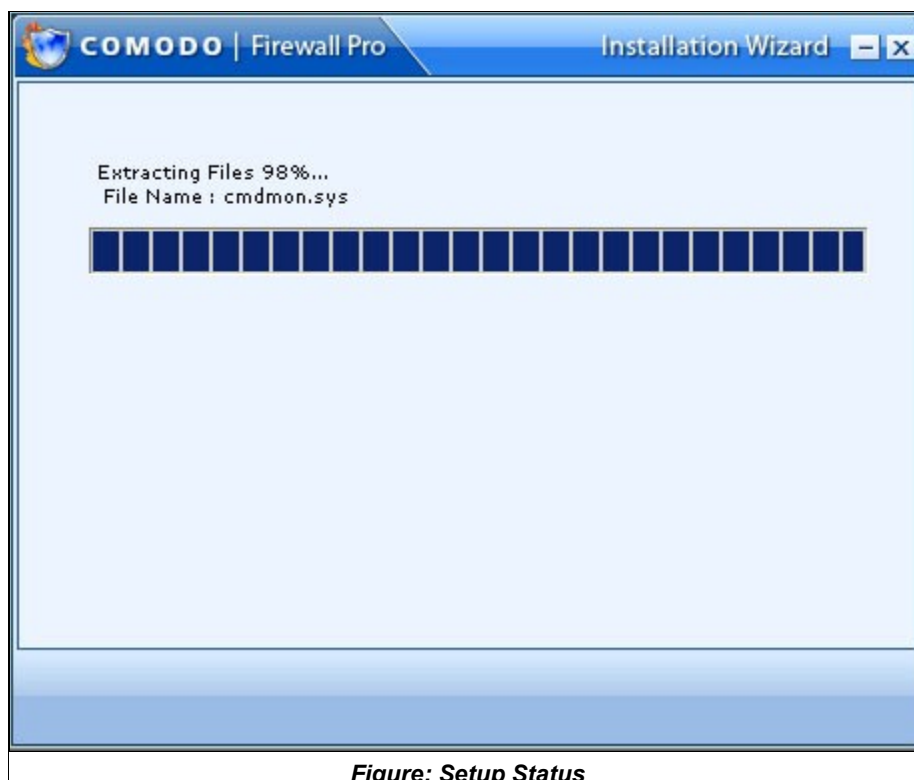 COMODO | Firewall Pro Installation Wizard
Extracting Files 98%...
File Name : cmdmon.sys
Figure: Setup Status